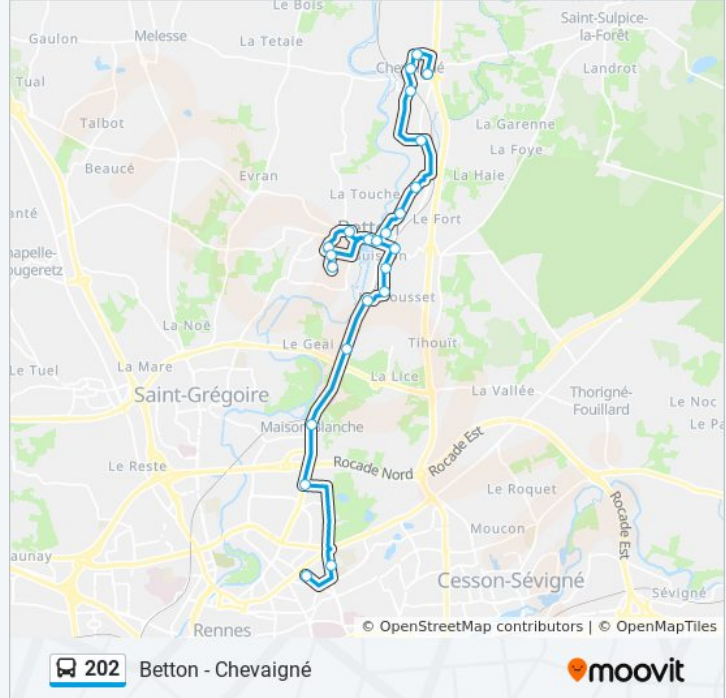 Le Bois
Saint-Sulpice-
la-Forêt
Gaulon
Melesse
La Tetale
Landrot
Tual
Talbot
La Garenne
La Foye
Beaucé
Evran
La Haie
La Touche
Le Fort
La Noë
Le Geai
Tihouït
Le Tuel
La Mare
La Lice
La Vallée
Thorigné-
Fouillard
Le Noc
Saint-Grégoire
Le Reste
Rocade Nord
Rocade Est
Le Roquet
Rocade Est
Moucon
Cesson-Sévigné
Sévigné
Rennes
© OpenStreetMap contributors | © OpenMapTiles
202 Betton - Chevaigné
moovit